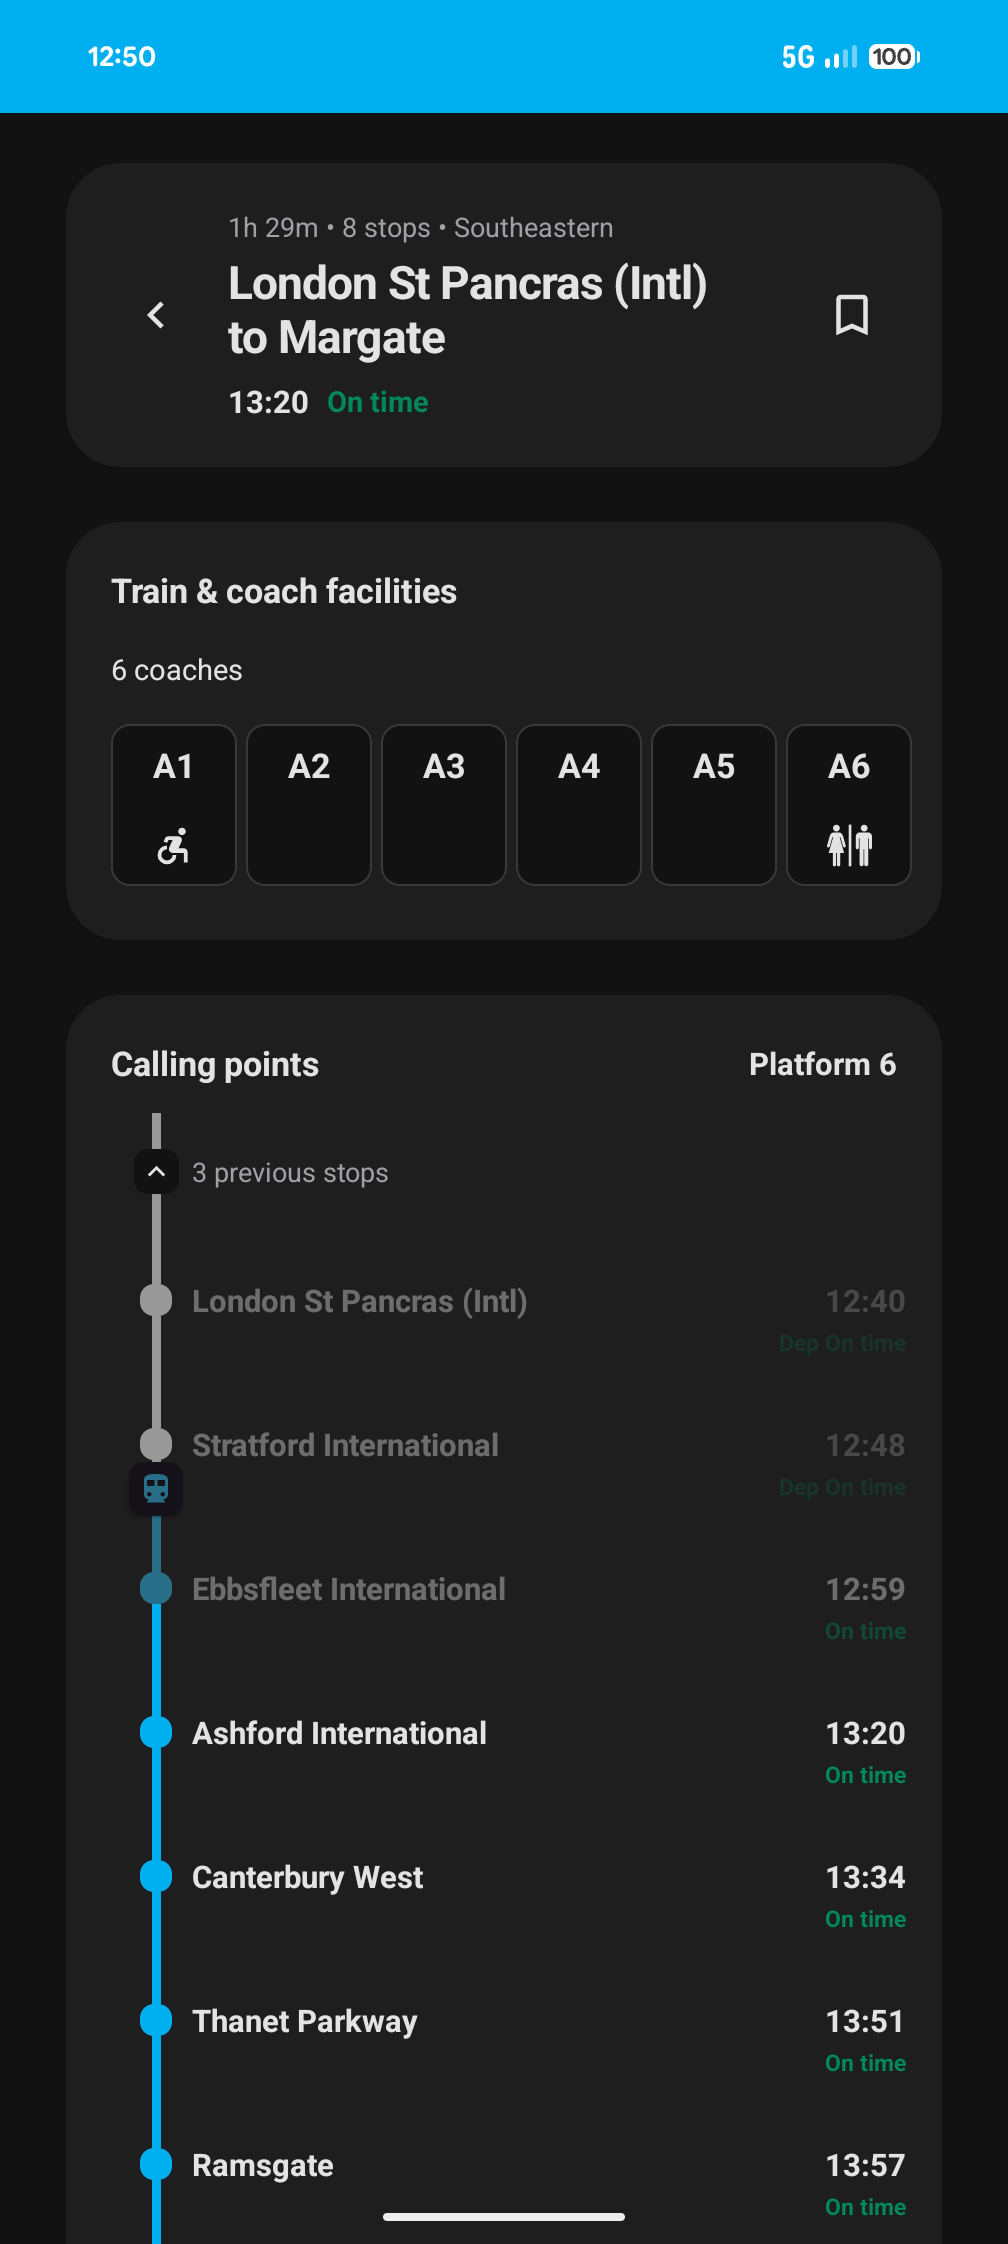 12:50
5G 100
1h 29m • 8 stops • Southeastern
London St Pancras (Intl)
to Margate
13:20 On time
Train & coach facilities
6 coaches
A1 A2 A3 A4 A5 A6
Calling points Platform 6
3 previous stops
London St Pancras (Intl) 12:40
Dep On time
Stratford International 12:48
Dep On time
Ebbsfleet International 12:59
On time
Ashford International 13:20
On time
Canterbury West 13:34
On time
Thanet Parkway 13:51
On time
Ramsgate 13:57
On time